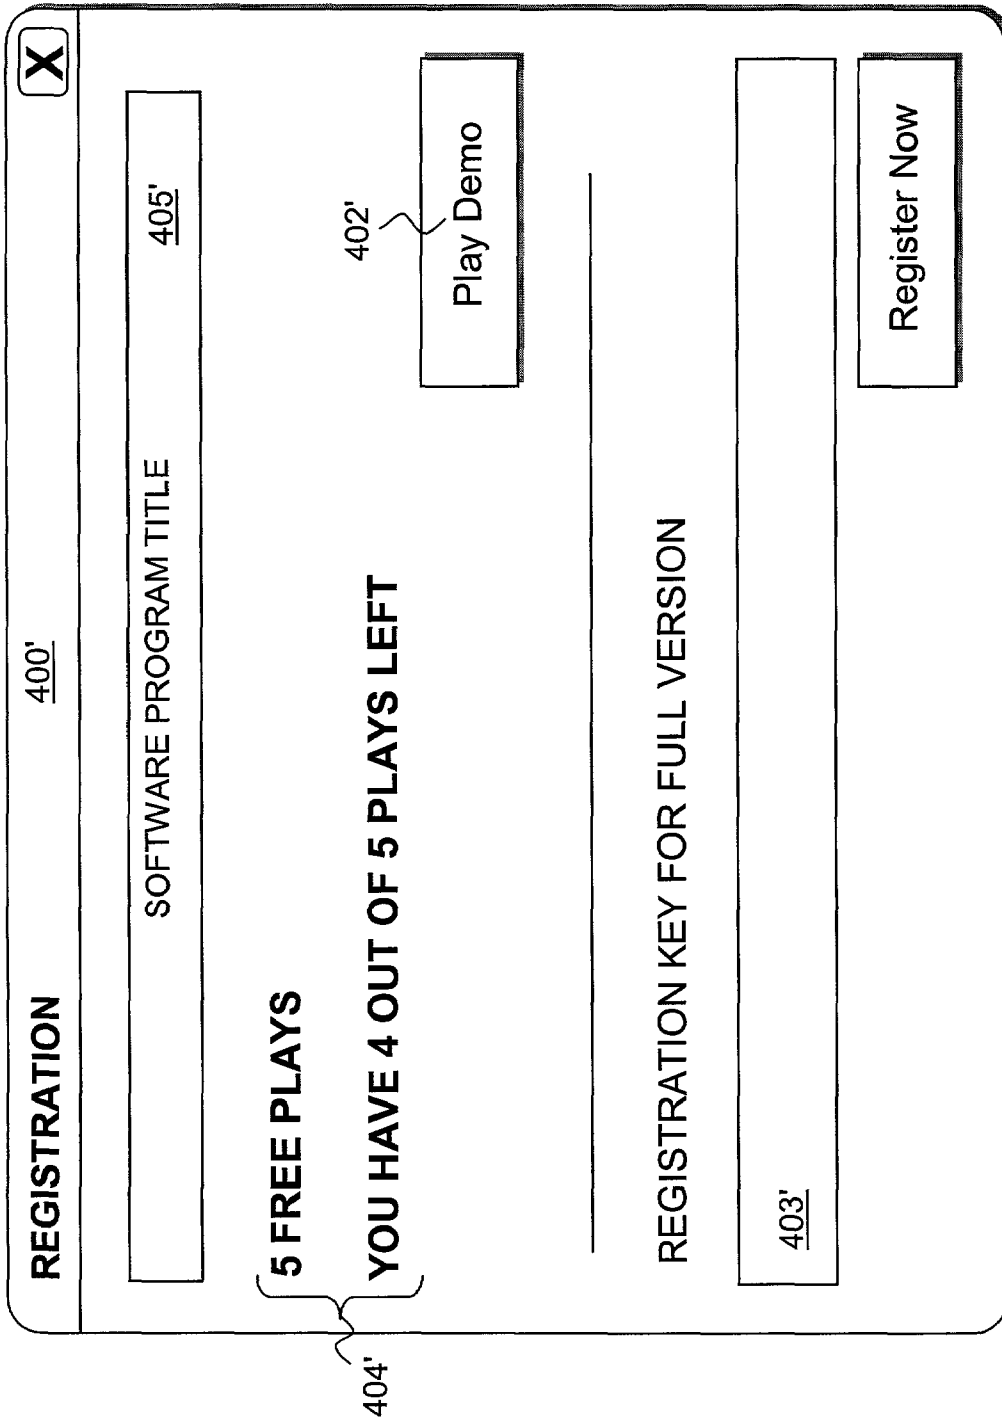 REGISTRATION
400'
X
SOFTWARE PROGRAM TITLE
405'
5 FREE PLAYS
YOU HAVE 4 OUT OF 5 PLAYS LEFT
404'
402'
Play Demo
REGISTRATION KEY FOR FULL VERSION
403'
Register Now